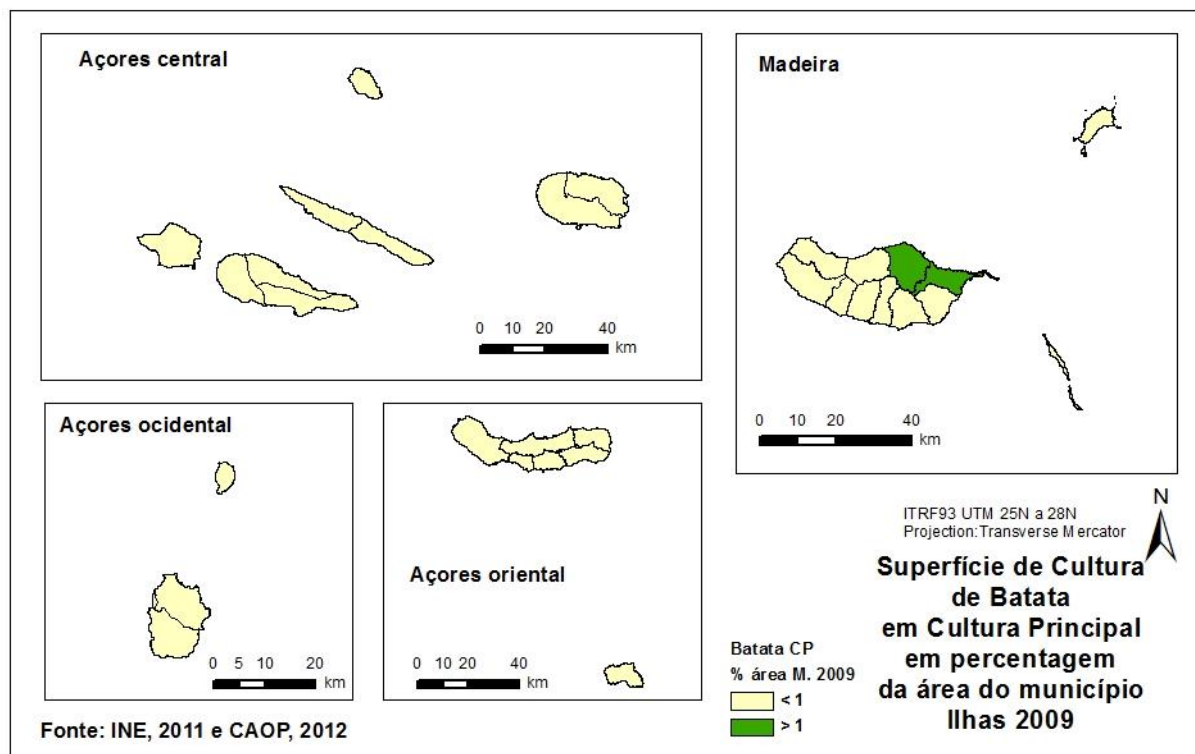 Açores central
0 10 20 40
km
Madeira
0 10 20 40
km
Açores ocidental
0 5 10 20
km
Açores oriental
0 10 20 40
km
N
ITRF93 UTM 25N a 28N
Projection:Transverse Mercator
Superfície de Cultura
de Batata
em Cultura Principal
em percentagem
da área do município
Ilhas 2009
Batata CP
% área M. 2009
< 1
> 1
Fonte: INE, 2011 e CAOP, 2012